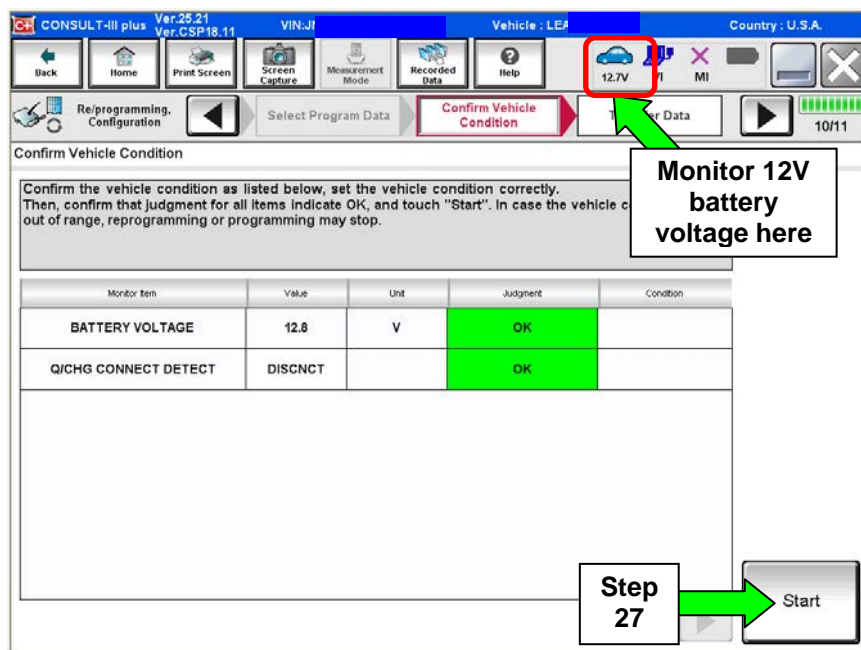 CONSULT-III plus Ver.25.21
Ver.CSP18.11
VIN:
Vehicle : LEA
Country : U.S.A.
Back
Home
Print Screen
Screen
Capture
Measurement
Mode
Recorded
Data
Help
12.7V
VI
MI
Re/programming,
Configuration
Select Program Data
Confirm Vehicle
Condition
10/11
Confirm Vehicle Condition
Monitor 12V
battery
voltage here
Confirm the vehicle condition as listed below, set the vehicle condition correctly.
Then, confirm that judgment for all items indicate OK, and touch "Start". In case the vehicle
out of range, reprogramming or programming may stop.
Monitor Item Value Unit Judgment Condition
BATTERY VOLTAGE 12.8 V OK
Q/CHG CONNECT DETECT DISCNCT OK
Step
27
Start